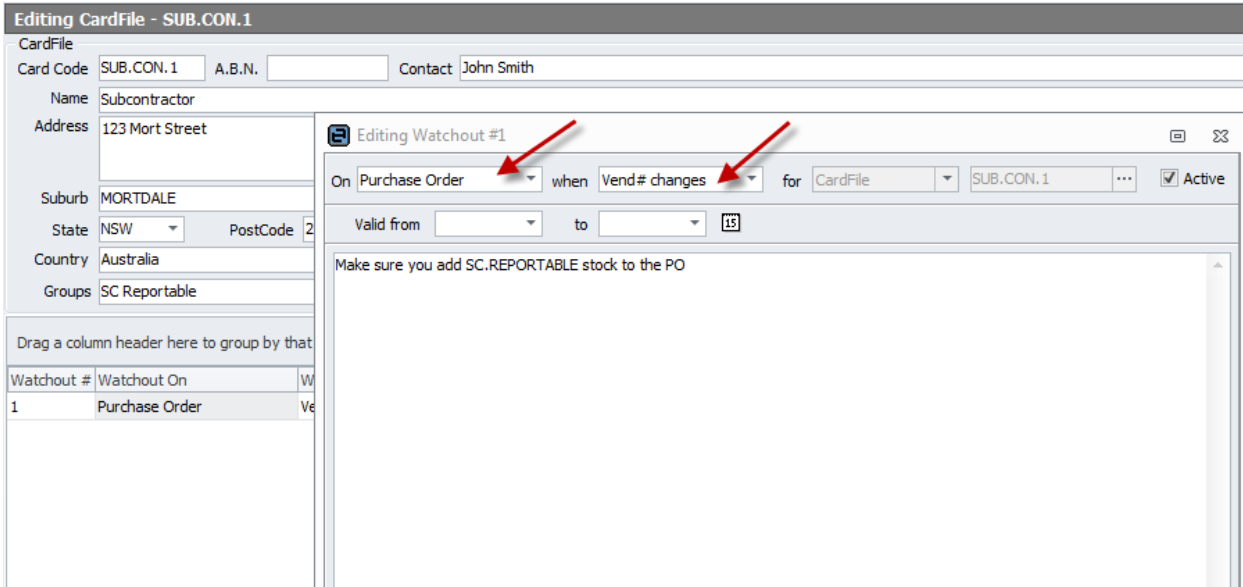 Editing CardFile - SUB.CON.1
CardFile
Card Code SUB.CON.1 A.B.N. Contact John Smith
Name Subcontractor
Address 123 Mort Street
Editing Watchout #1
On Purchase Order when Vend# changes for CardFile SUB.CON.1 ... Active
Suburb MORTDALE
State NSW PostCode 2
Valid from to 15
Country Australia
Make sure you add SC.REPORTABLE stock to the PO
Groups SC Reportable
Drag a column header here to group by that
Watchout # Watchout On W
1 Purchase Order Ve